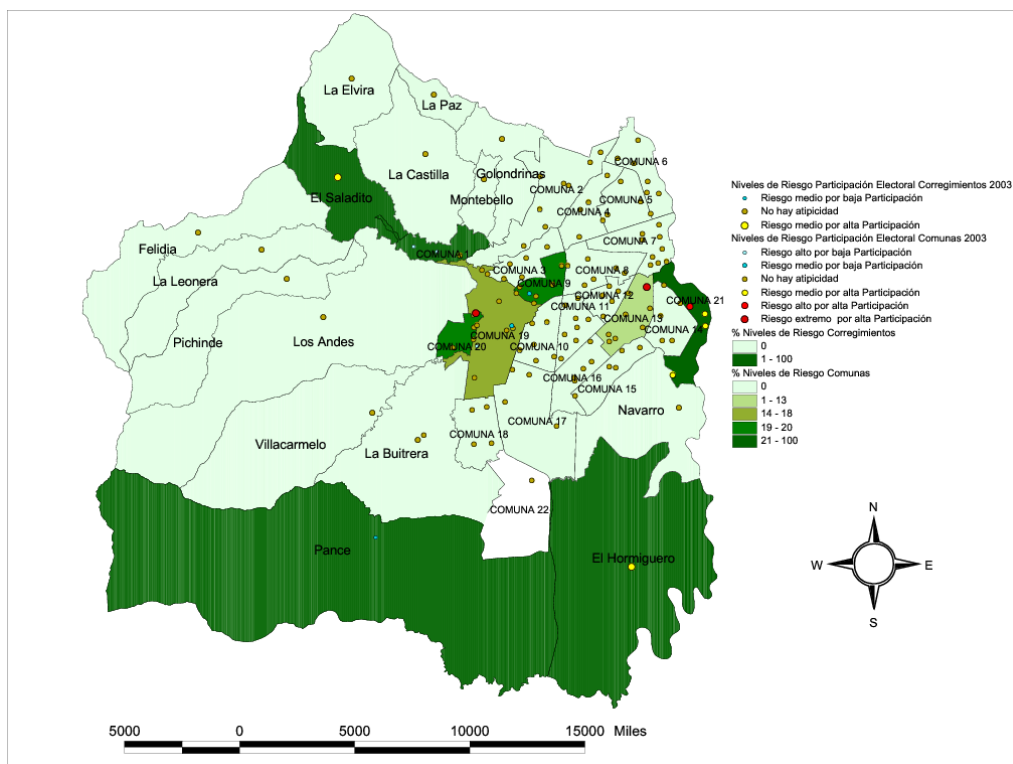 La Elvira
La Paz
COMUNA 6
La Castilla
Golondrinas
COMUNA 2
El Saladito
Montebello
COMUNA 5
COMUNA 4
Felidia
COMUNA 1
COMUNA 7
La Leonera
COMUNA 3
COMUNA 8
COMUNA 9
COMUNA 12
COMUNA 21
COMUNA 11
COMUNA 13
Pichinde
Los Andes
COMUNA 19
COMUNA 14
COMUNA 20
COMUNA 10
COMUNA 16
COMUNA 15
Navarro
COMUNA 17
Villacarmelo
La Buitrera
COMUNA 18
COMUNA 22
Pance
El Hormiguero
Niveles de Riesgo Participación Electoral Corregimientos 2003
Riesgo medio por baja Participación
No hay atipicidad
Riesgo medio por alta Participación
Niveles de Riesgo Participación Electoral Comunas 2003
Riesgo alto por baja Participación
Riesgo medio por baja Participación
No hay atipicidad
Riesgo medio por alta Participación
Riesgo alto por alta Participación
Riesgo extremo por alta Participación
% Niveles de Riesgo Corregimientos
0
1 - 100
% Niveles de Riesgo Comunas
0
1 - 13
14 - 18
19 - 20
21 - 100
N
W E
S
5000 0 5000 10000 15000 Miles